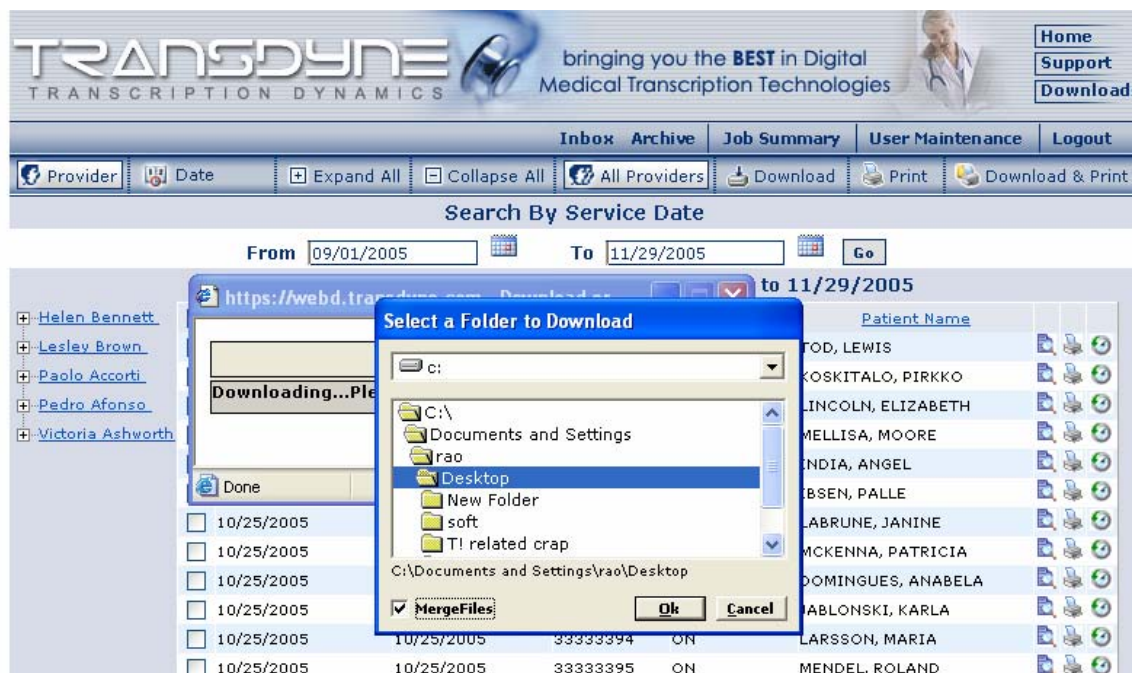 TRANSDYNE
TRANSCRIPTION DYNAMICS
bringing you the BEST in Digital
Medical Transcription Technologies
Home
Support
Download
Inbox Archive Job Summary User Maintenance Logout
Provider Date Expand All Collapse All All Providers Download Print Download & Print
Search By Service Date
From 09/01/2005 To 11/29/2005 Go
to 11/29/2005
Helen Bennett
Lesley Brown
Paolo Accorti
Pedro Afonso
Victoria Ashworth
https://webd.transdyne.com - Download or
Downloading...Ple
Done
Select a Folder to Download
c:
C:\
Documents and Settings
rao
Desktop
New Folder
soft
T! related crap
C:\Documents and Settings\rao\Desktop
MergeFiles Ok Cancel
Patient Name
TOD, LEWIS
KOSKITALO, PIRKKO
LINCOLN, ELIZABETH
MELLISA, MOORE
INDIA, ANGEL
IBSEN, PALLE
10/25/2005 LABRUNE, JANINE
10/25/2005 MCKENNA, PATRICIA
10/25/2005 DOMINGUES, ANABELA
10/25/2005 JABLONSKI, KARLA
10/25/2005 10/25/2005 33333394 ON LARSSON, MARIA
10/25/2005 10/25/2005 33333395 ON MENDEL, ROLAND